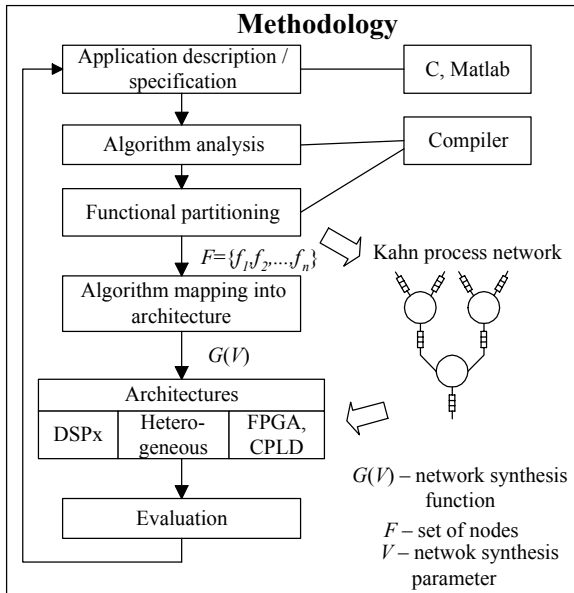 Methodology
Application description /
specification
C, Matlab
Algorithm analysis
Compiler
Functional partitioning
F={f1,f2,...,fn}
Kahn process network
Algorithm mapping into
architecture
G(V)
Architectures
DSPx
Hetero-
geneous
FPGA,
CPLD
Evaluation
G(V) – network synthesis
function
F – set of nodes
V – netwok synthesis
parameter